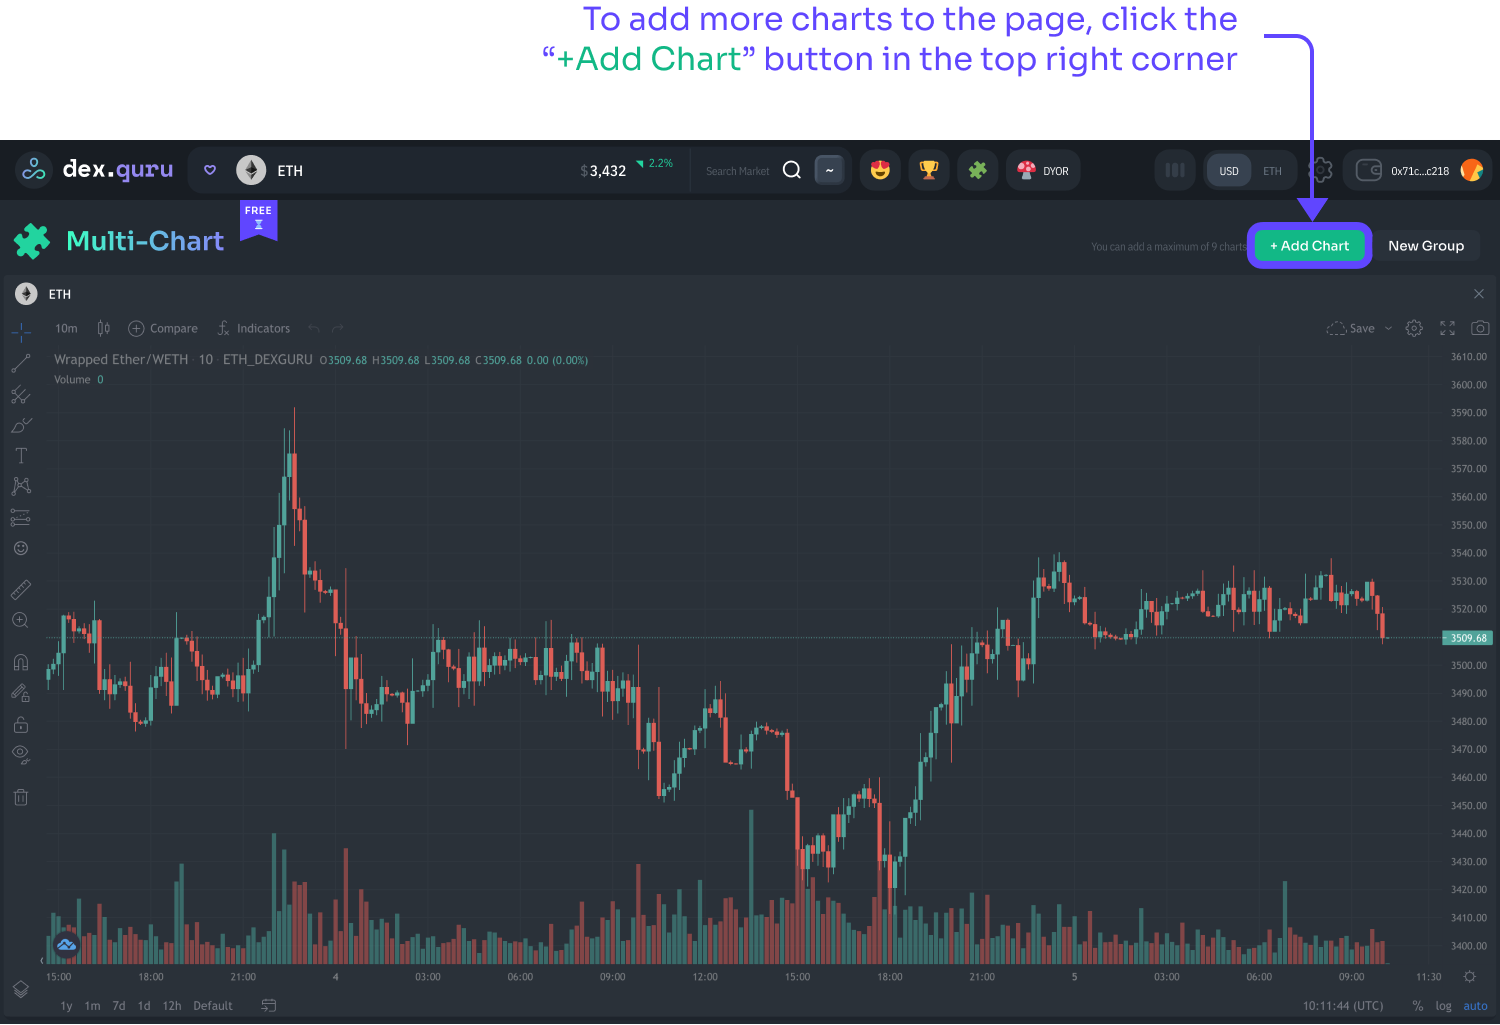 To add more charts to the page, click the
“+Add Chart” button in the top right corner
dex.guru
ETH
$3,432
2.2%
Search Market
~
DYOR
USD
ETH
0x71c...c218
Multi-Chart
FREE
You can add a maximum of 9 charts
+ Add Chart
New Group
ETH
10m
Compare
Indicators
Save
Wrapped Ether/WETH · 10 · ETH_DEXGURU O3509.68 H3509.68 L3509.68 C3509.68 0.00 (0.00%)
Volume 0
3610.00
3600.00
3590.00
3580.00
3570.00
3560.00
3550.00
3540.00
3530.00
3520.00
3509.68
3500.00
3490.00
3480.00
3470.00
3460.00
3450.00
3440.00
3430.00
3420.00
3410.00
3400.00
15:00 18:00 21:00 4 03:00 06:00 09:00 12:00 15:00 18:00 21:00 5 03:00 06:00 09:00 11:30
1y 1m 7d 1d 12h Default
10:11:44 (UTC) % log auto